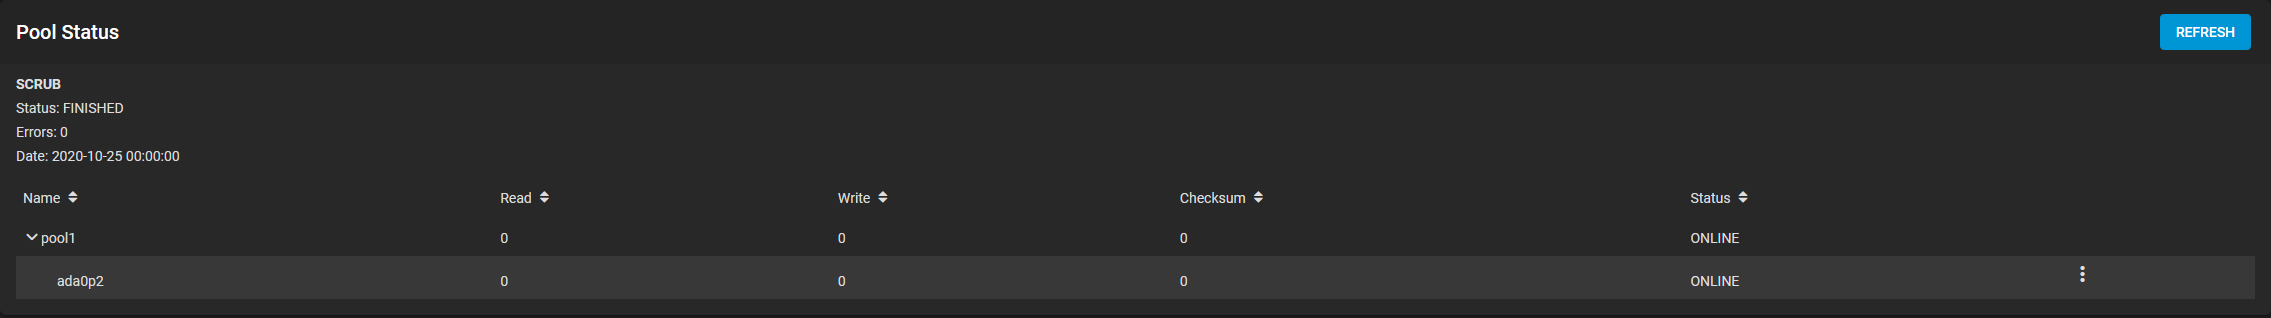 Pool Status
REFRESH
SCRUB
Status: FINISHED
Errors: 0
Date: 2020-10-25 00:00:00
Name Read Write Checksum Status
pool1 0 0 0 ONLINE
ada0p2 0 0 0 ONLINE